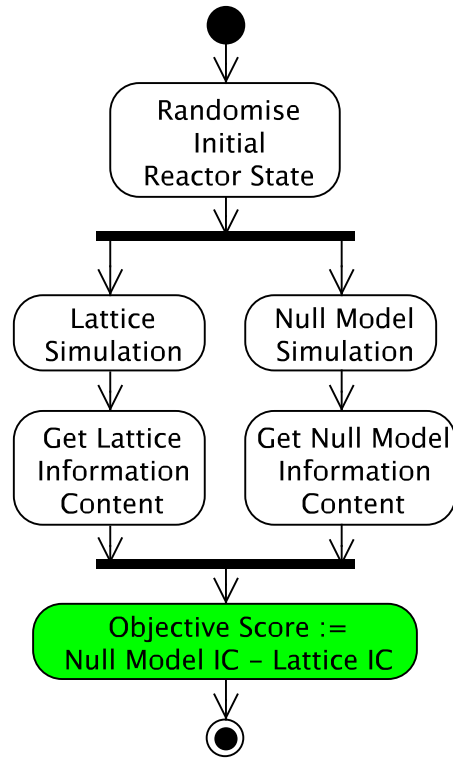 Randomise
Initial
Reactor State
Lattice
Simulation
Null Model
Simulation
Get Lattice
Information
Content
Get Null Model
Information
Content
Objective Score :=
Null Model IC – Lattice IC